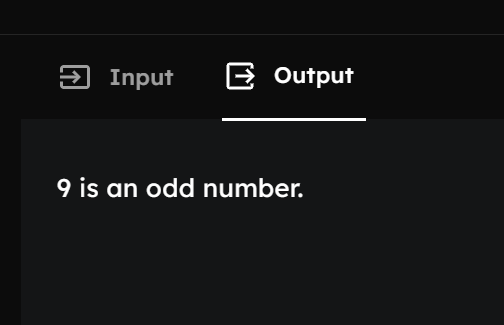 Input Output
9 is an odd number.